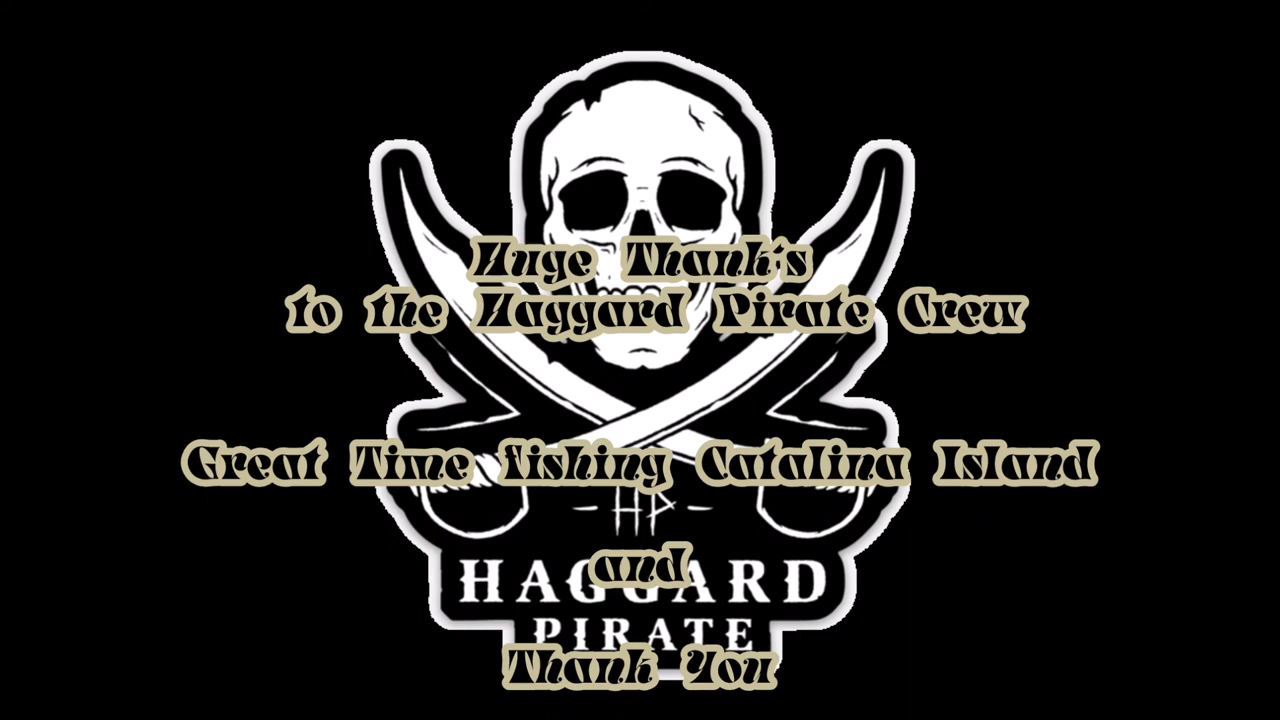 Huge Thank's
to the Haggard Pirate Crew
Great Time fishing Catalina Island
- HP -
and
HAGGARD
PIRATE
Thank You